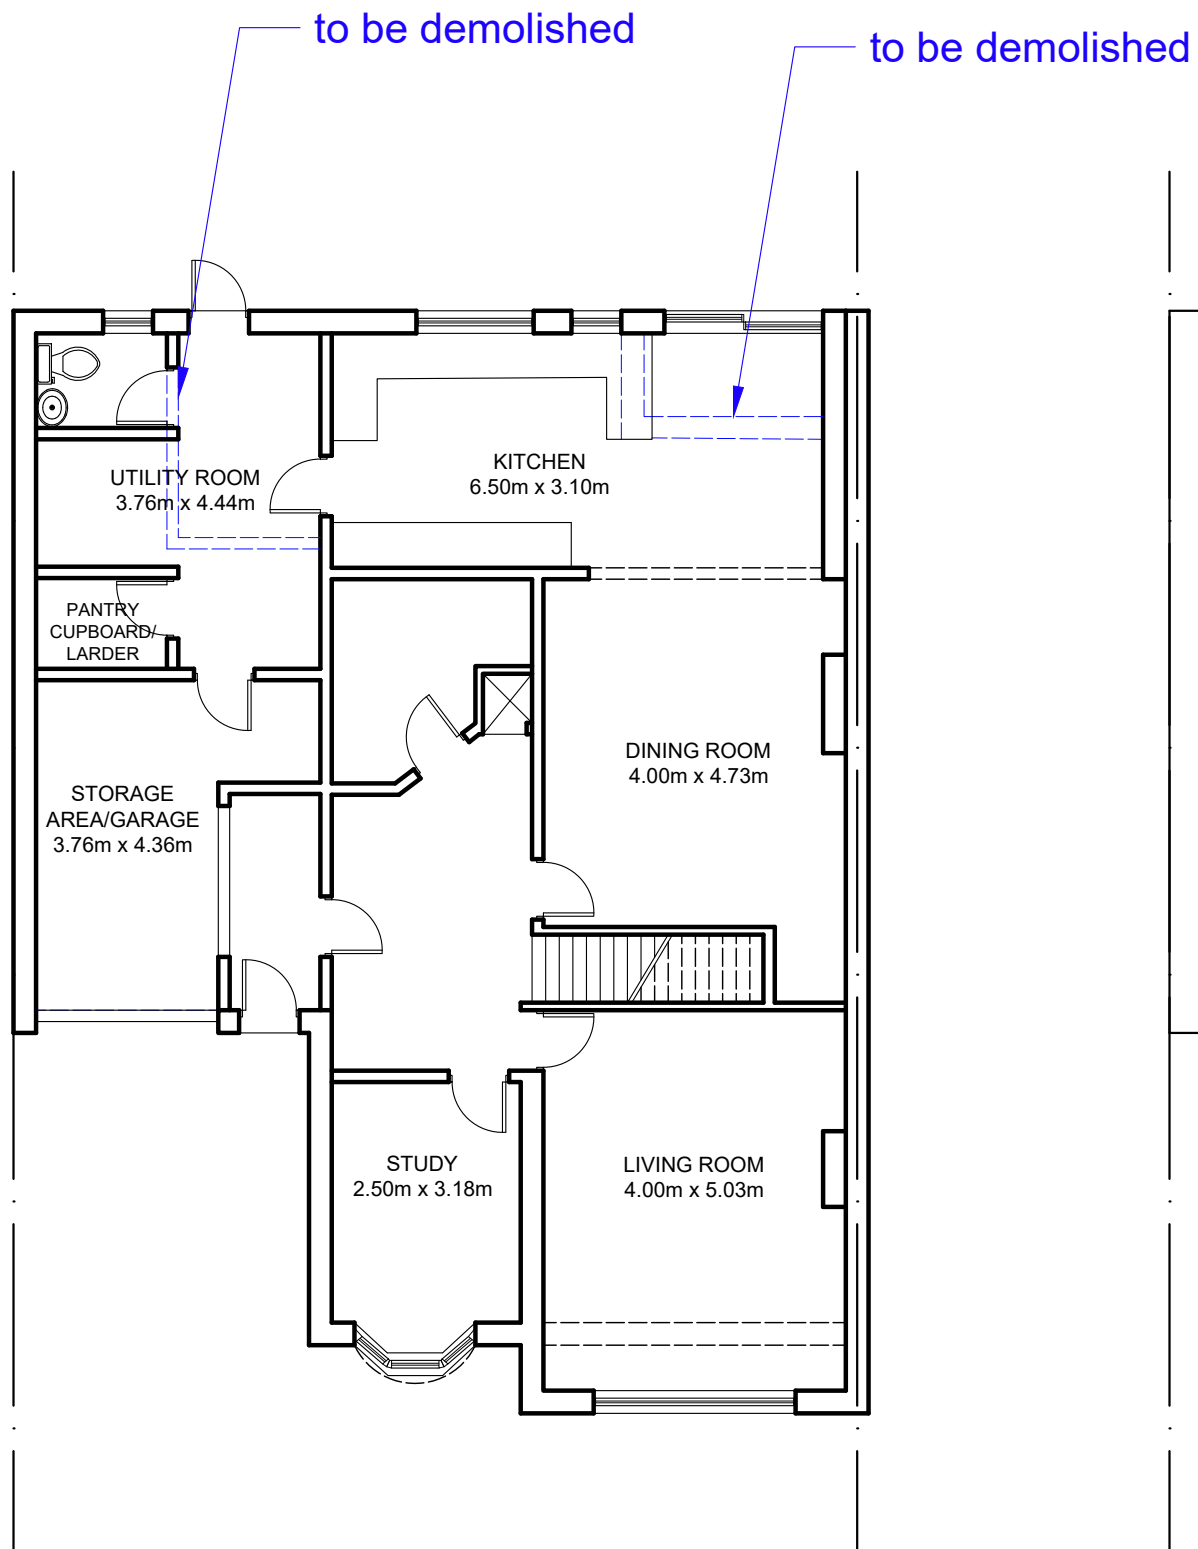 to be demolished
to be demolished
UTILITY ROOM
3.76m x 4.44m
KITCHEN
6.50m x 3.10m
PANTRY
CUPBOARD/
LARDER
DINING ROOM
4.00m x 4.73m
STORAGE
AREA/GARAGE
3.76m x 4.36m
STUDY
2.50m x 3.18m
LIVING ROOM
4.00m x 5.03m